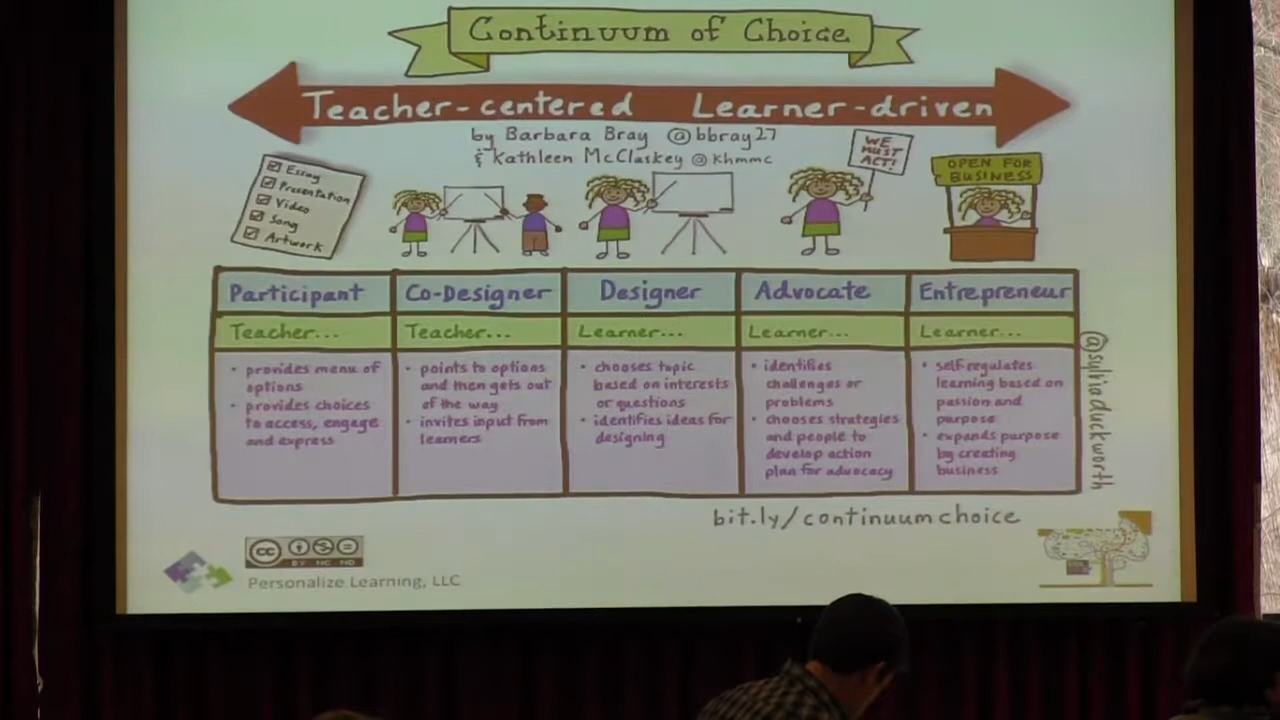 Continuum of Choice
Teacher-centered Learner-driven
by Barbara Bray @bbray27
& Kathleen McClaskey @khmmc
WE
MUST
ACT!
Essay
Presentation
Video
Song
Artwork
OPEN FOR
BUSINESS
Participant
Co-Designer
Designer
Advocate
Entrepreneur
Teacher...
Teacher...
Learner...
Learner...
Learner...
• provides menu of
options
• provides choices
to access, engage
and express
• points to options
and then gets out
of the way
• invites input from
learners
• chooses topic
based on interests
or questions
• identifies ideas for
designing
• identifies
challenges or
problems
• chooses strategies
and people to
develop action
plan for advocacy
• self-regulates
learning based on
passion and
purpose
• expands purpose
by creating
business
@sylviaduckworth
bit.ly/continuumchoice
cc
BY NC ND
Personalize Learning, LLC